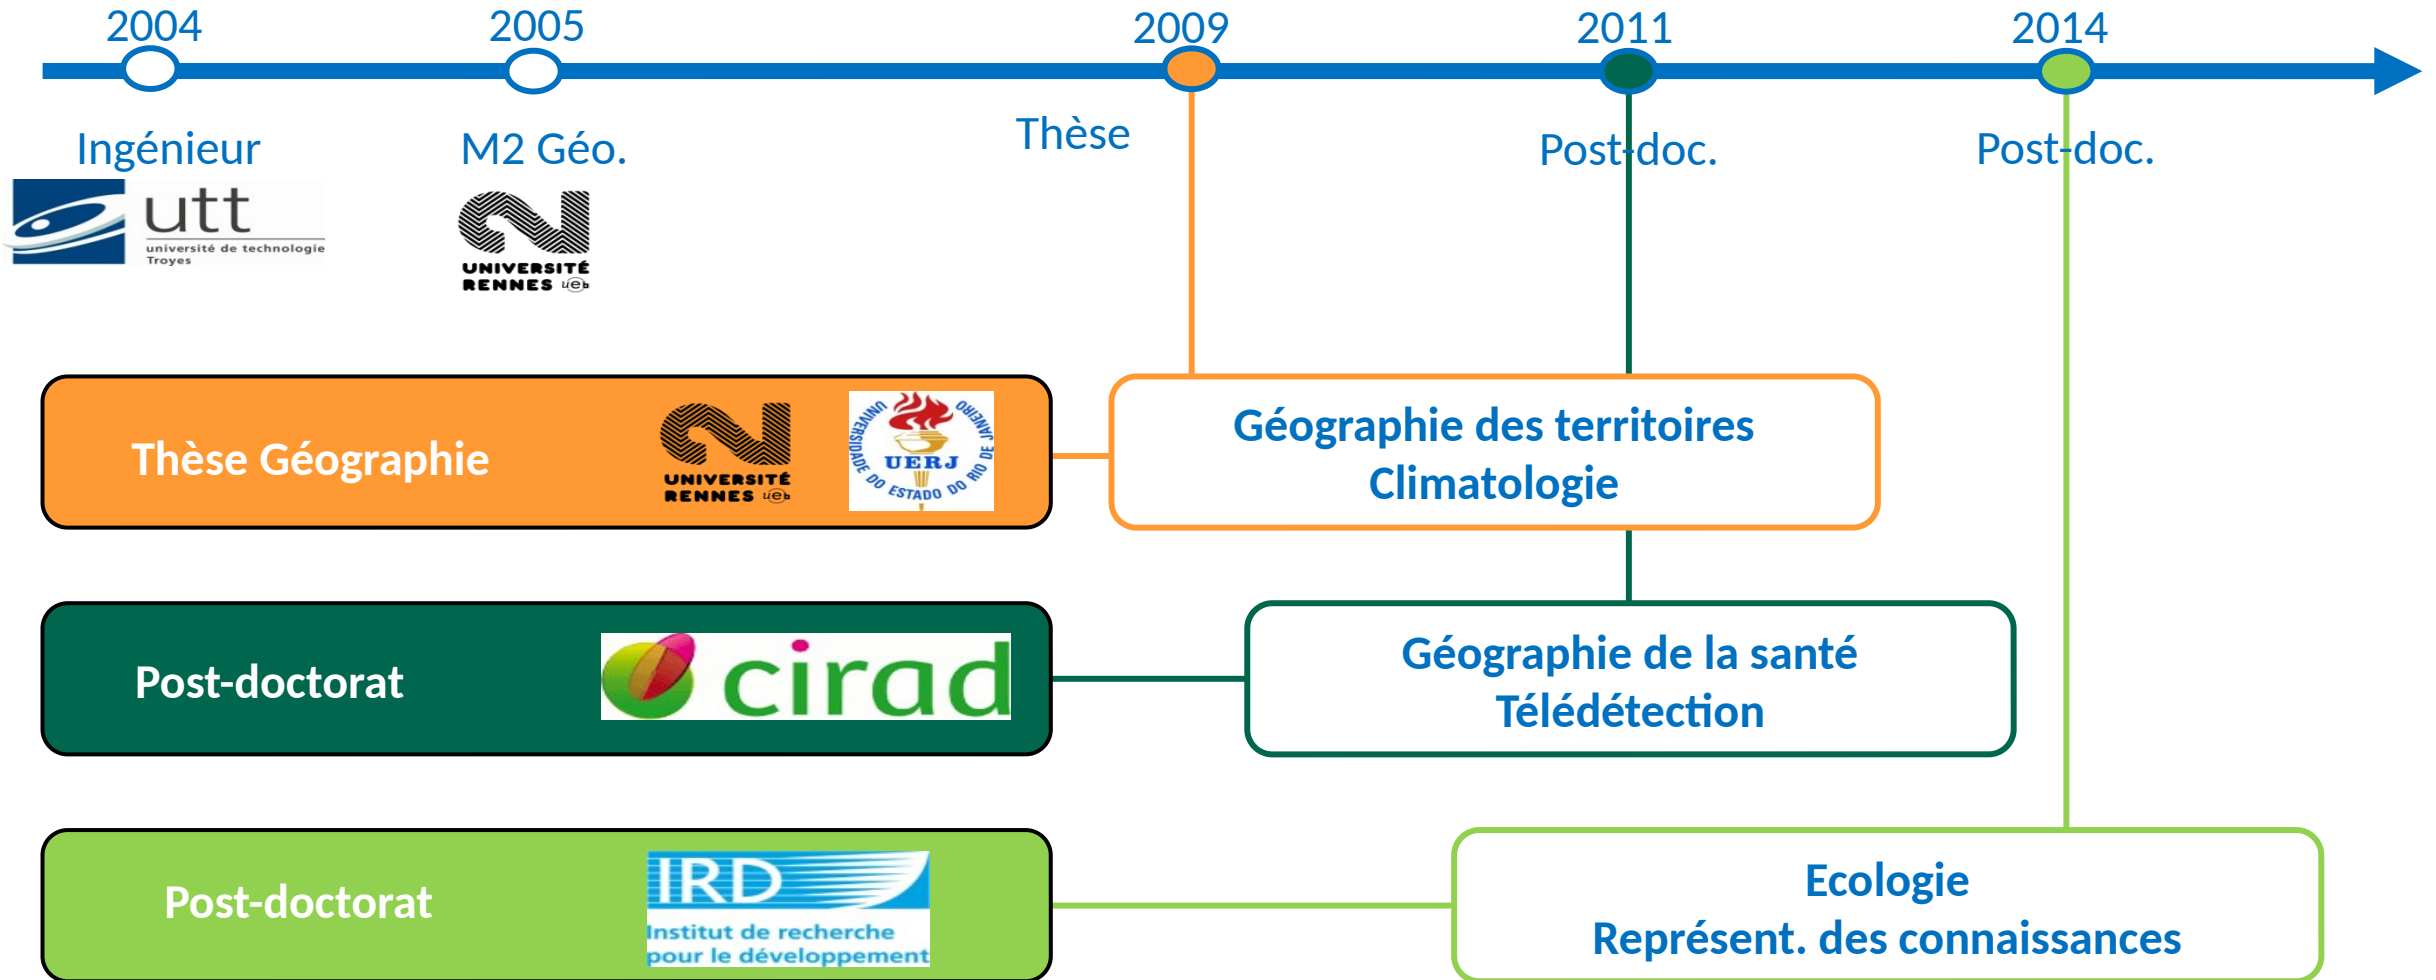 2004
2005
2009
2011
2014
Ingénieur
M2 Géo.
Thèse
Post-doc.
Post-doc.
utt
université de technologie
Troyes
UNIVERSITÉ
RENNES ueb
Thèse Géographie
UNIVERSITÉ
RENNES ueb
UNIVERSIDADE DO ESTADO DO RIO DE JANEIRO
UERJ
Géographie des territoires
Climatologie
Post-doctorat
cirad
Géographie de la santé
Télédétection
Post-doctorat
IRD
Institut de recherche
pour le développement
Ecologie
Représent. des connaissances